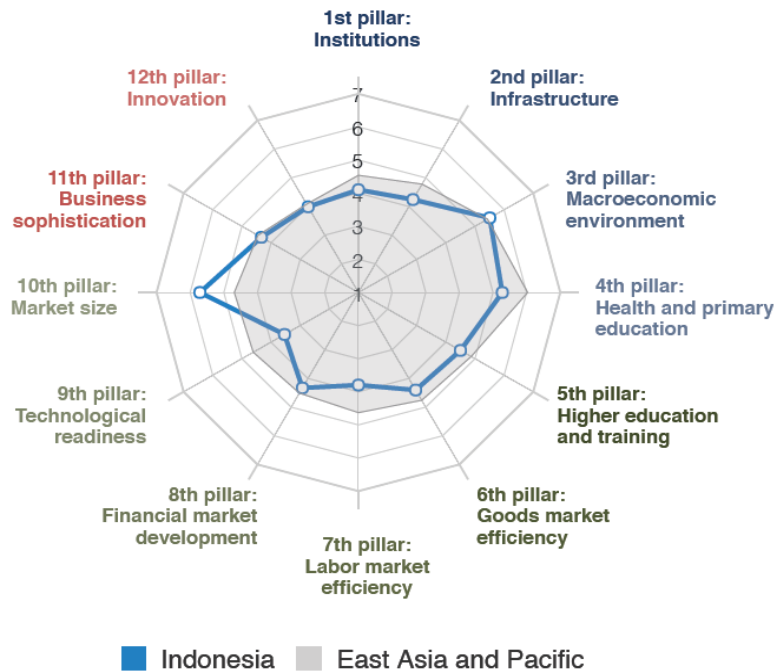 1st pillar:
Institutions
2nd pillar:
Infrastructure
3rd pillar:
Macroeconomic
environment
4th pillar:
Health and primary
education
5th pillar:
Higher education
and training
6th pillar:
Goods market
efficiency
7th pillar:
Labor market
efficiency
8th pillar:
Financial market
development
9th pillar:
Technological
readiness
10th pillar:
Market size
11th pillar:
Business
sophistication
12th pillar:
Innovation
7
6
5
4
3
2
1
Indonesia
East Asia and Pacific